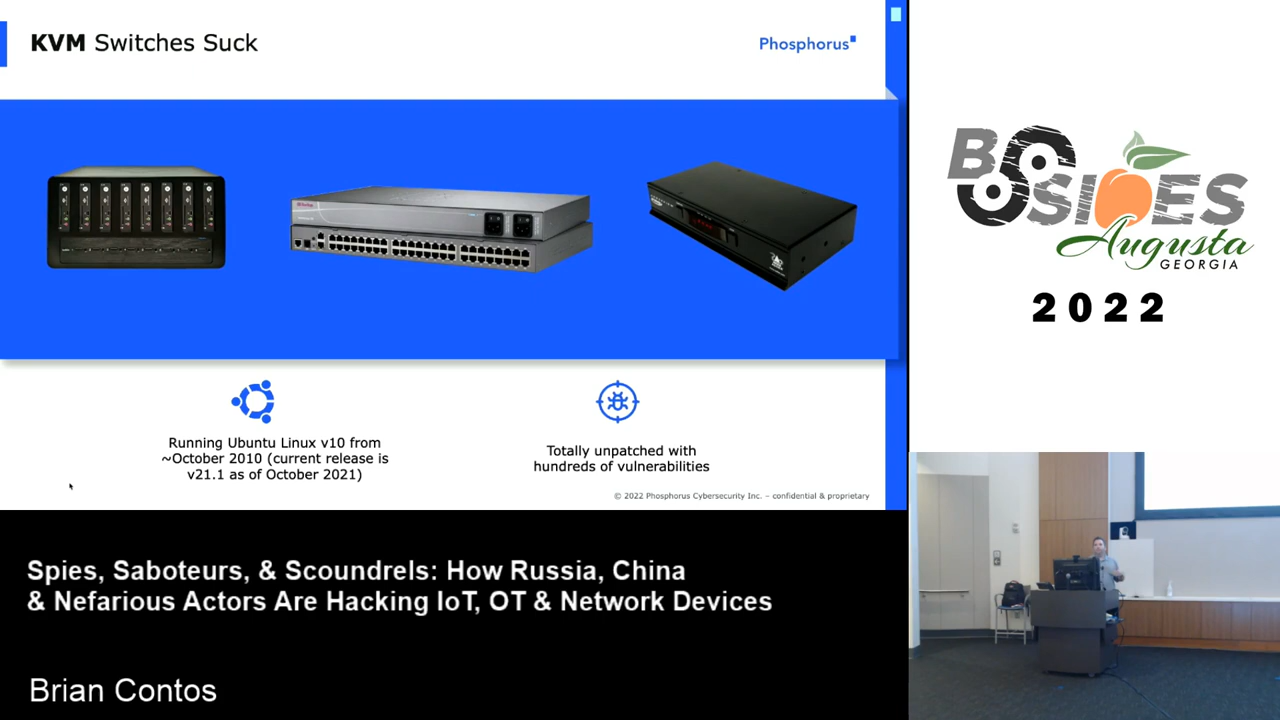 KVM Switches Suck
Phosphorus
Running Ubuntu Linux v10 from
~October 2010 (current release is
v21.1 as of October 2021)
Totally unpatched with
hundreds of vulnerabilities
© 2022 Phosphorus Cybersecurity Inc. – confidential & proprietary
BSIDES
Augusta
GEORGIA
2022
Spies, Saboteurs, & Scoundrels: How Russia, China
& Nefarious Actors Are Hacking IoT, OT & Network Devices
Brian Contos